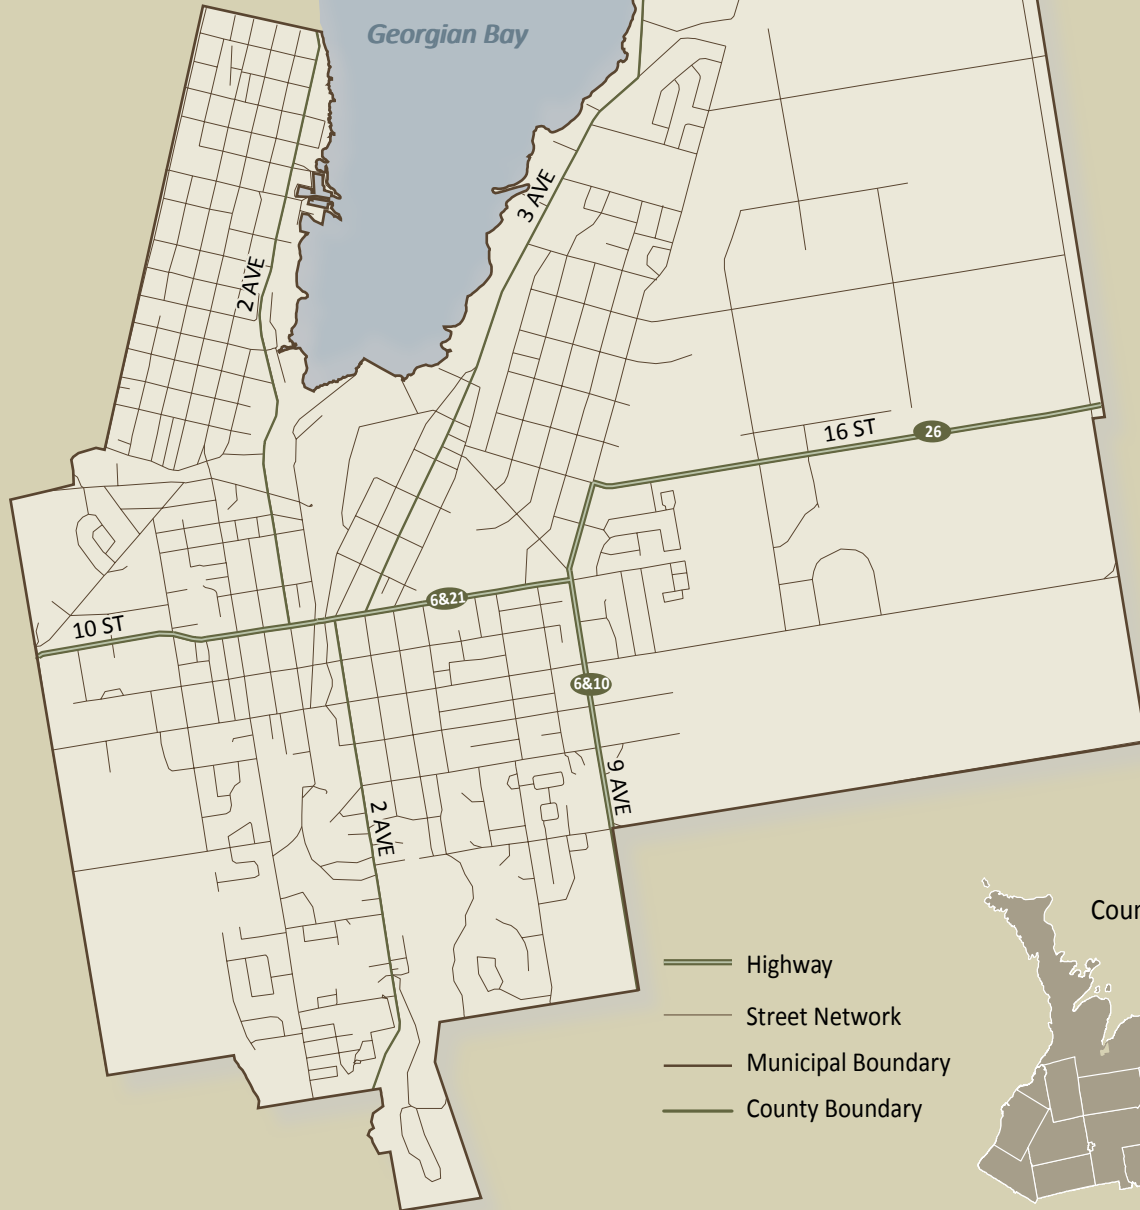 Georgian Bay
3 AVE
2 AVE
16 ST
26
6&21
10 ST
6&10
9 AVE
2 AVE
Coun
Highway
Street Network
Municipal Boundary
County Boundary